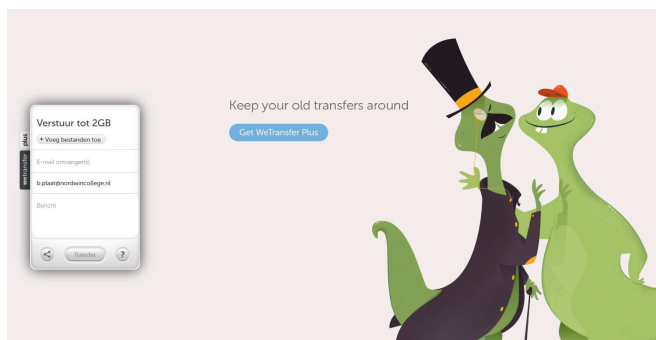 Verstuur tot 2GB
+ Voeg bestanden toe
E-mail ontvanger(s)
b.plaat@nordwincollege.nl
Bericht
Transfer
?
wetransfer
plus
Keep your old transfers around
Get WeTransfer Plus